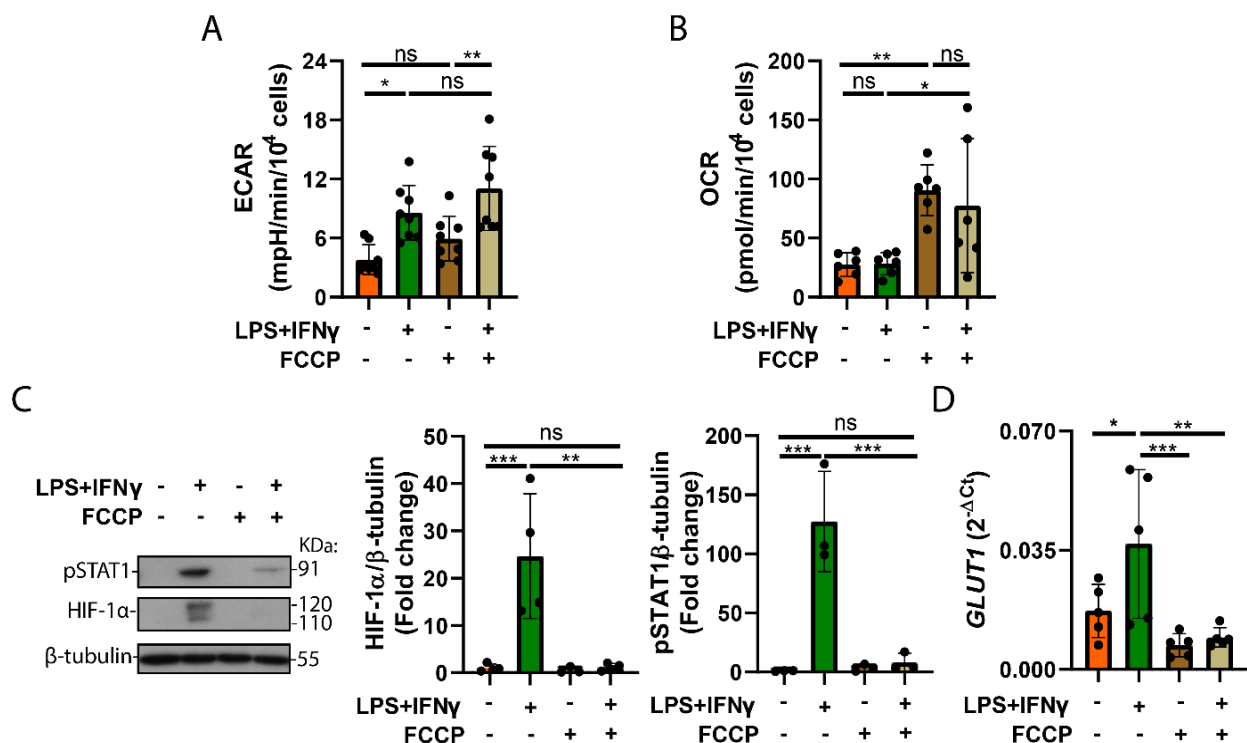 A
ECAR
(mpH/min/10⁴ cells)
24
18
12
6
0
ns
**
*
ns
LPS+IFNγ - + - +
FCCP - - + +
B
OCR
(pmol/min/10⁴ cells)
200
150
100
50
0
**
ns
ns
*
LPS+IFNγ - + - +
FCCP - - + +
C
LPS+IFNγ - + - +
FCCP - - + +
KDa:
pSTAT1- -91
HIF-1α- -120
-110
β-tubulin- -55
HIF-1α/β-tubulin
(Fold change)
50
40
30
20
10
0
ns
***
**
LPS+IFNγ - + - +
FCCP - - + +
pSTAT1/β-tubulin
(Fold change)
200
150
100
50
0
ns
***
***
LPS+IFNγ - + - +
FCCP - - + +
D
GLUT1 (2^-ΔCt)
0.070
0.035
0.000
*
**
***
LPS+IFNγ - + - +
FCCP - - + +